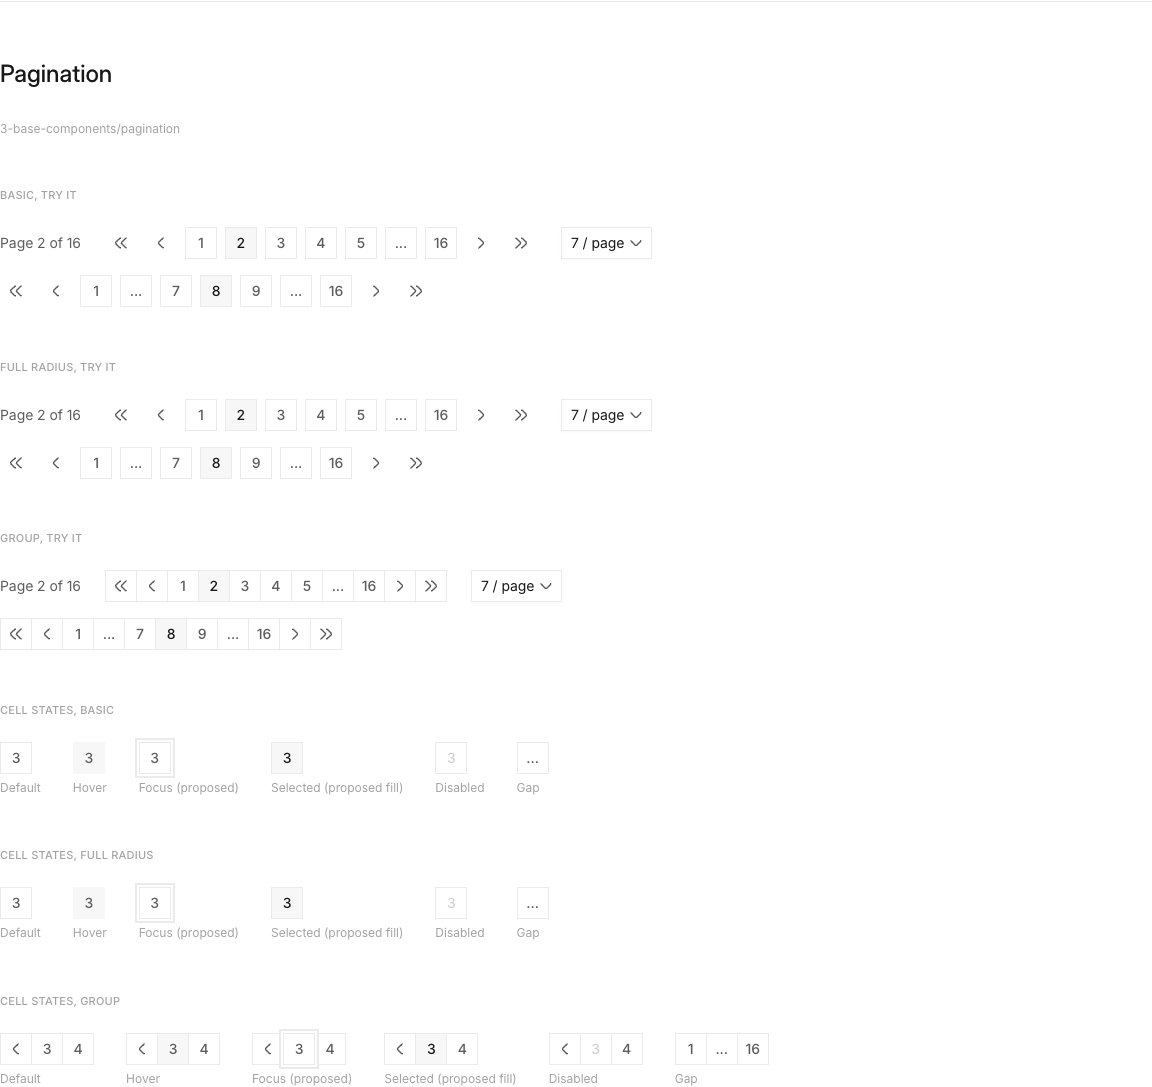 Pagination
3-base-components/pagination
BASIC, TRY IT
Page 2 of 16 1 2 3 4 5 ... 16 7 / page
1 ... 7 8 9 ... 16
FULL RADIUS, TRY IT
Page 2 of 16 1 2 3 4 5 ... 16 7 / page
1 ... 7 8 9 ... 16
GROUP, TRY IT
Page 2 of 16 1 2 3 4 5 ... 16 7 / page
1 ... 7 8 9 ... 16
CELL STATES, BASIC
3 3 3 3 3 ...
Default Hover Focus (proposed) Selected (proposed fill) Disabled Gap
CELL STATES, FULL RADIUS
3 3 3 3 3 ...
Default Hover Focus (proposed) Selected (proposed fill) Disabled Gap
CELL STATES, GROUP
3 4 3 4 3 4 3 4 3 4 1 ... 16
Default Hover Focus (proposed) Selected (proposed fill) Disabled Gap